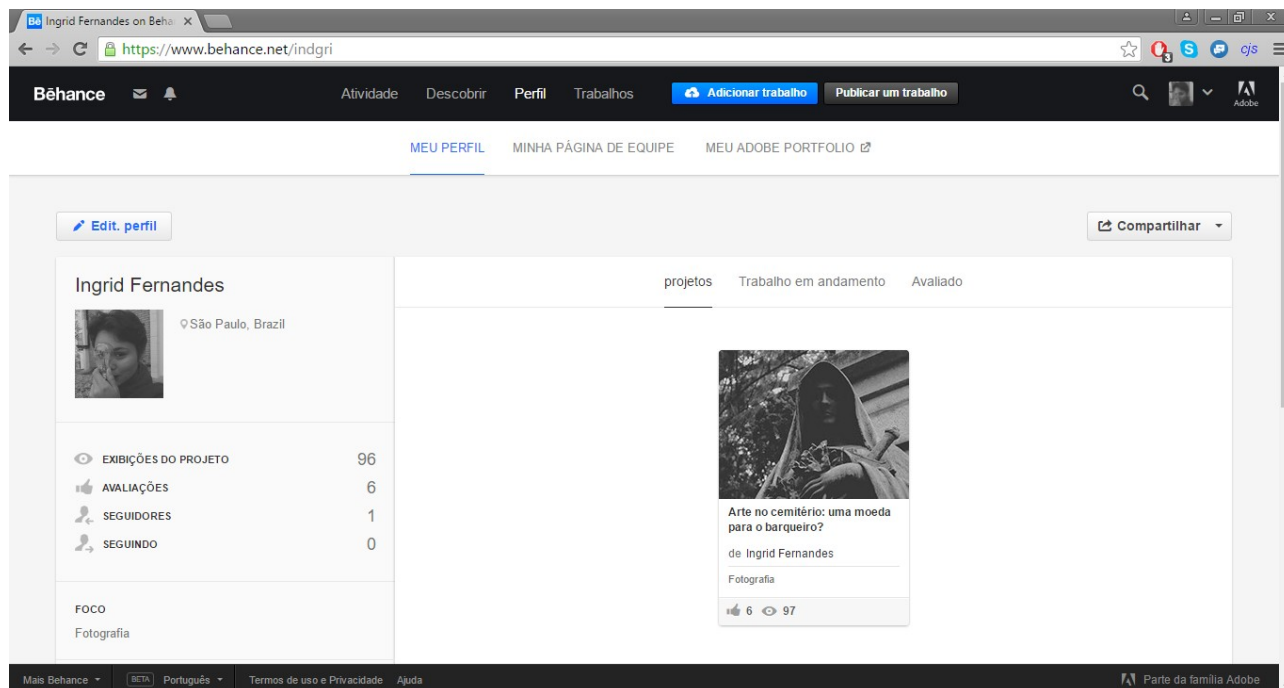 Bē Ingrid Fernandes on Beha
https://www.behance.net/indgri
3 S cjs
Bēhance Atividade Descobrir Perfil Trabalhos Adicionar trabalho Publicar um trabalho Adobe
MEU PERFIL MINHA PÁGINA DE EQUIPE MEU ADOBE PORTFOLIO
Edit. perfil Compartilhar
Ingrid Fernandes
projetos Trabalho em andamento Avaliado
São Paulo, Brazil
EXIBIÇÕES DO PROJETO 96
AVALIAÇÕES 6
SEGUIDORES 1
SEGUINDO 0
Arte no cemitério: uma moeda
para o barqueiro?
de Ingrid Fernandes
Fotografia
6 97
FOCO
Fotografia
Mais Behance BETA Português Termos de uso e Privacidade Ajuda Parte da família Adobe